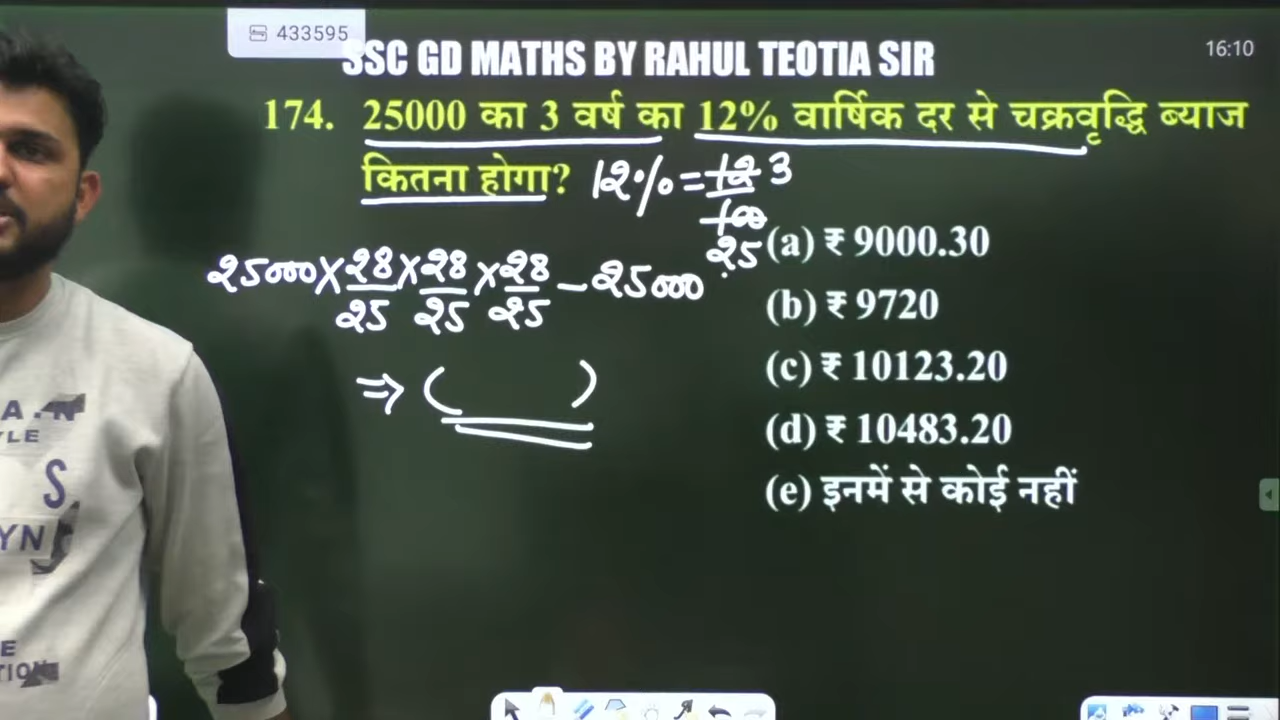 433595
SSC GD MATHS BY RAHUL TEOTIA SIR
16:10
174. 25000 का 3 वर्ष का 12% वार्षिक दर से चक्रवृद्धि ब्याज
कितना होगा? 12% = 12 3
100
25
25000 × 28/25 × 28/25 × 28/25 – 25000
⇒ ( )
(a) ₹ 9000.30
(b) ₹ 9720
(c) ₹ 10123.20
(d) ₹ 10483.20
(e) इनमें से कोई नहीं
S
YN
E